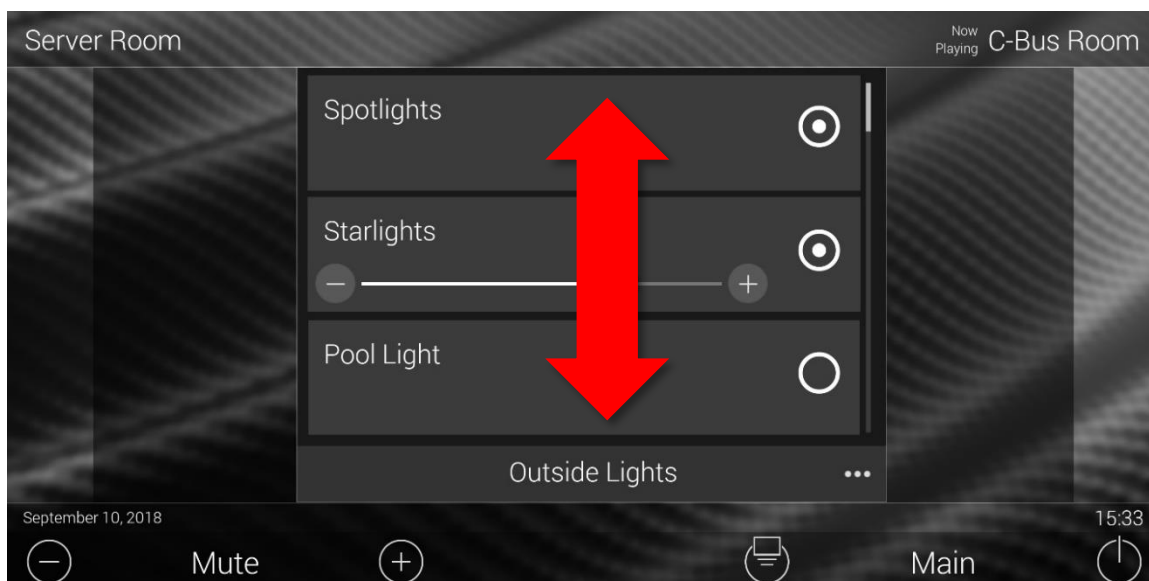 Server Room
Now Playing C-Bus Room
Spotlights
Starlights
Pool Light
Outside Lights
September 10, 2018
15:33
Mute
Main